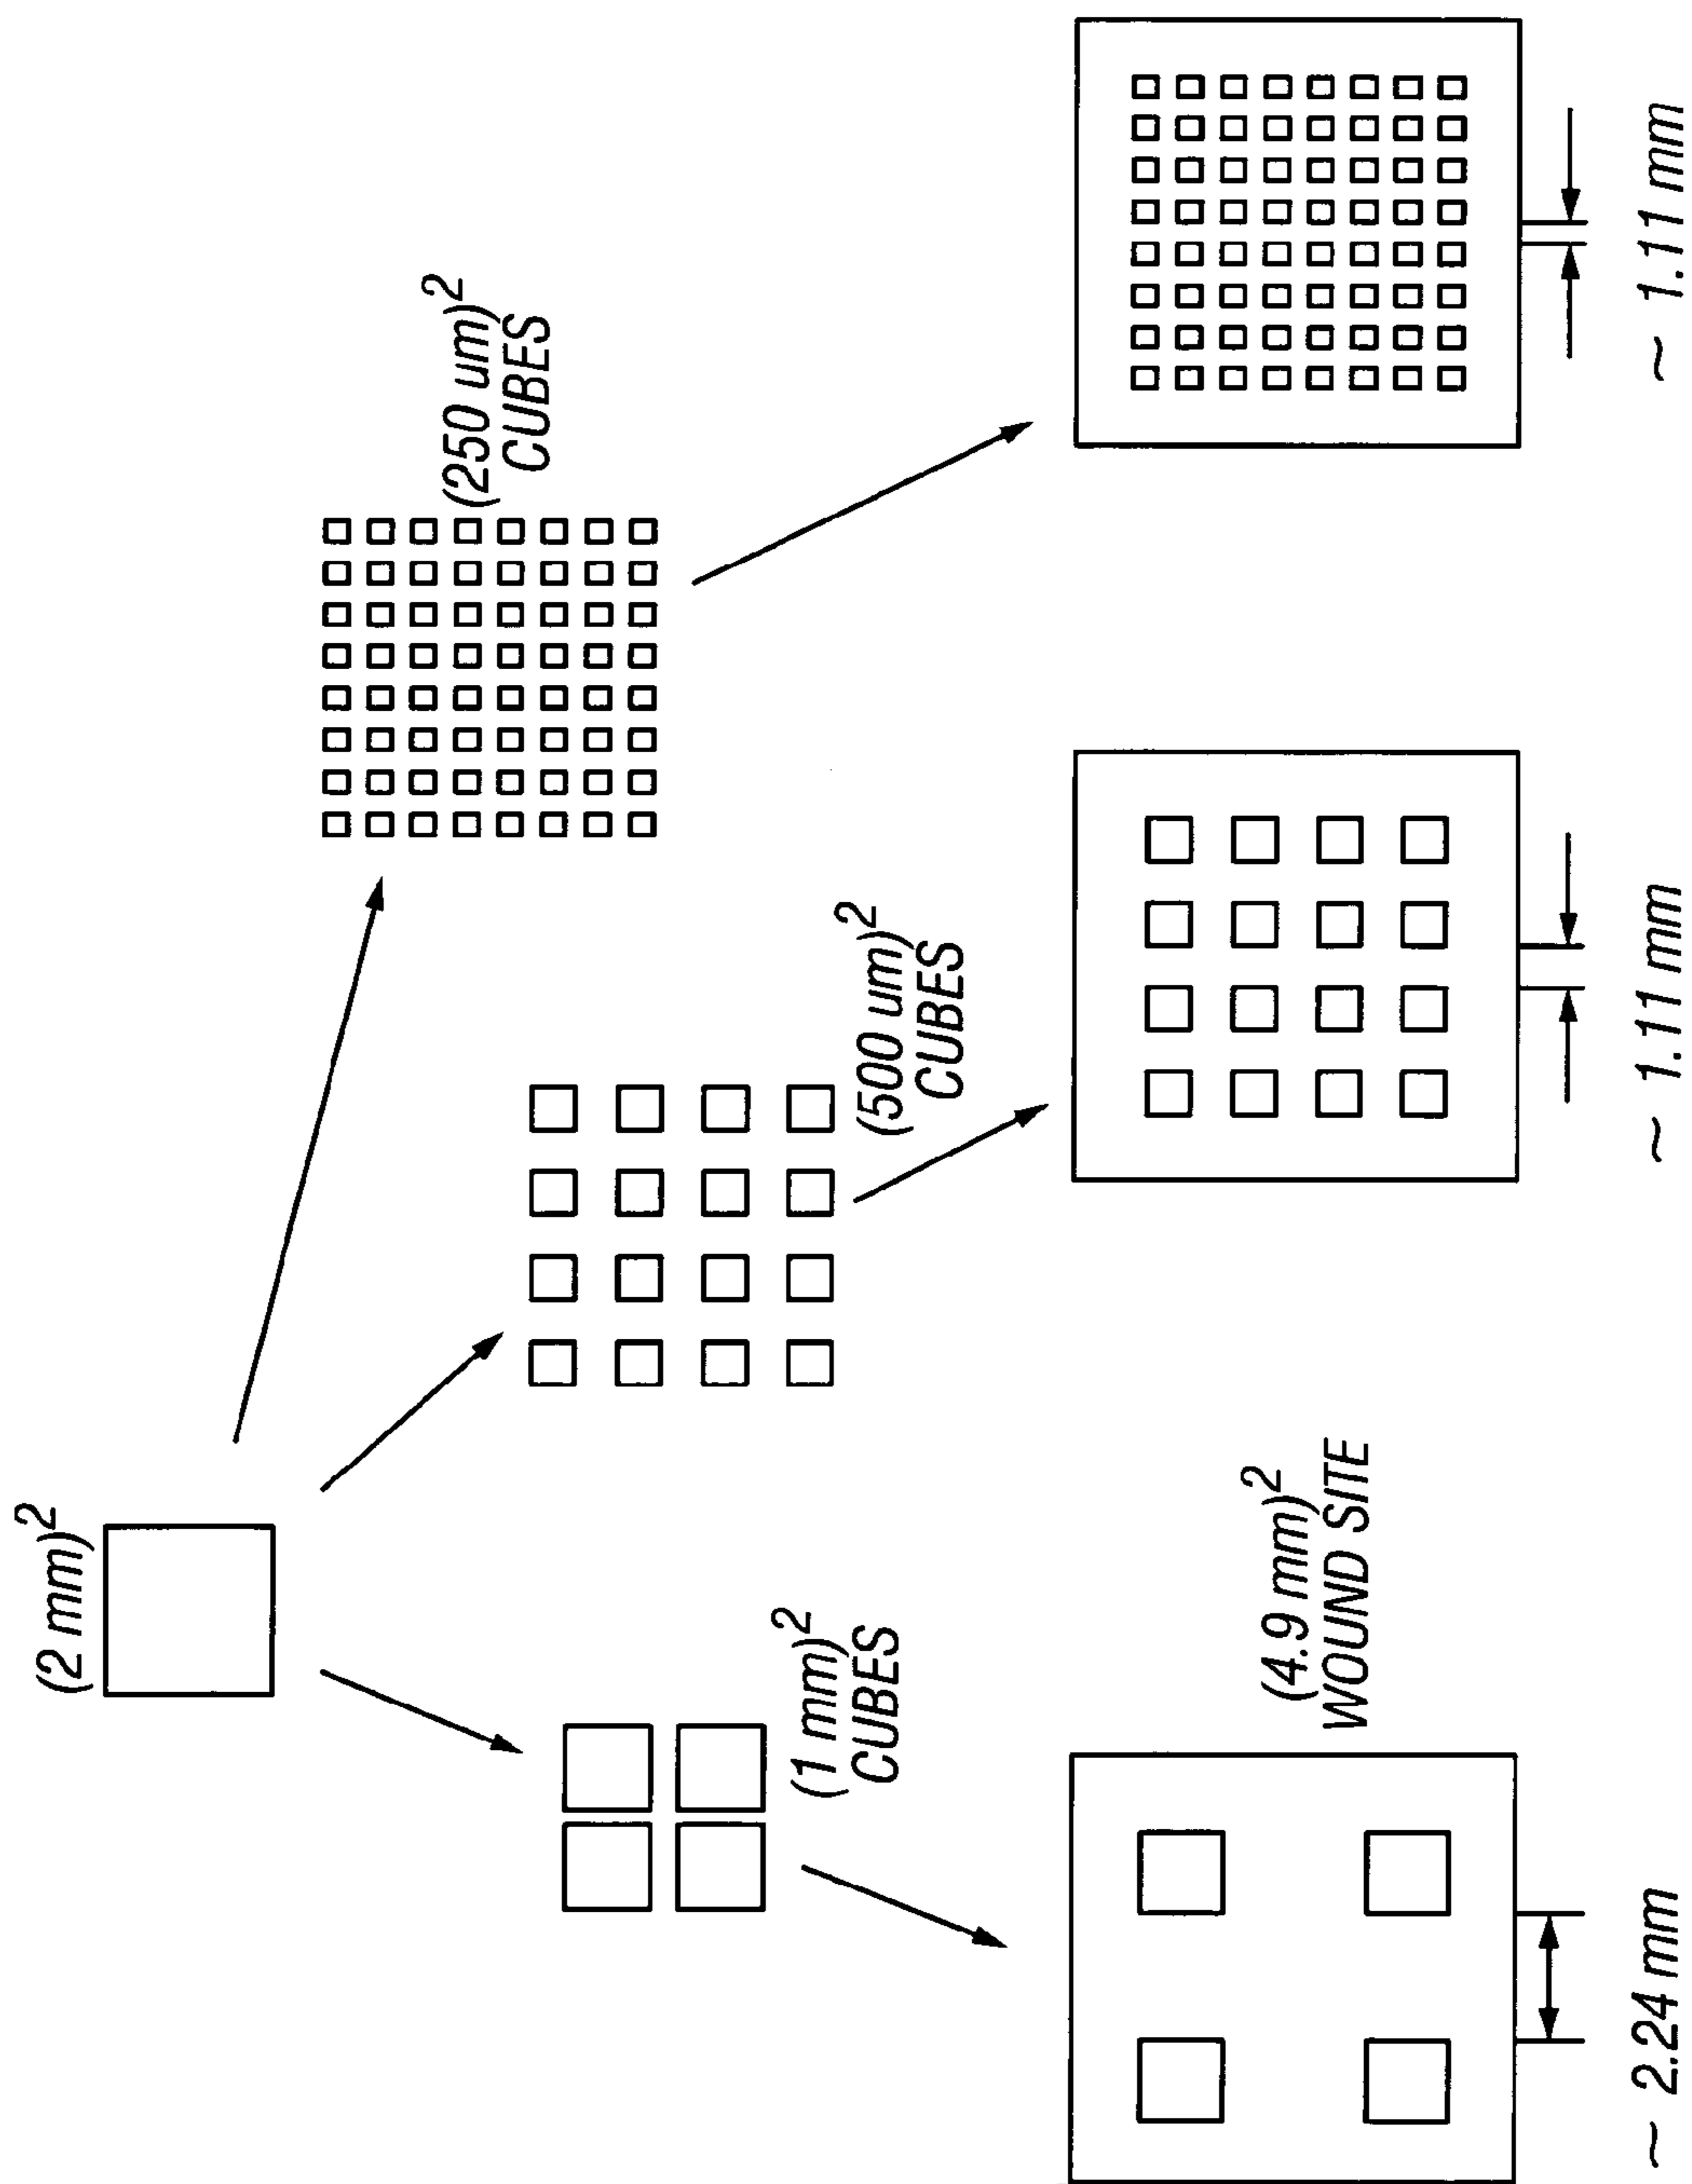 (2 mm)2
(1 mm)2
CUBES
(500 um)2
CUBES
(250 um)2
CUBES
(4.9 mm)2
WOUND SITE
~ 2.24 mm
~ 1.11 mm
~ 1.11 mm